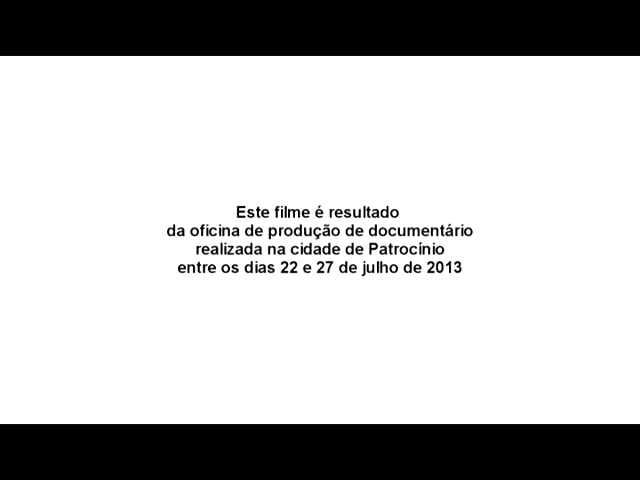 Este filme é resultado
da oficina de produção de documentário
realizada na cidade de Patrocínio
entre os dias 22 e 27 de julho de 2013